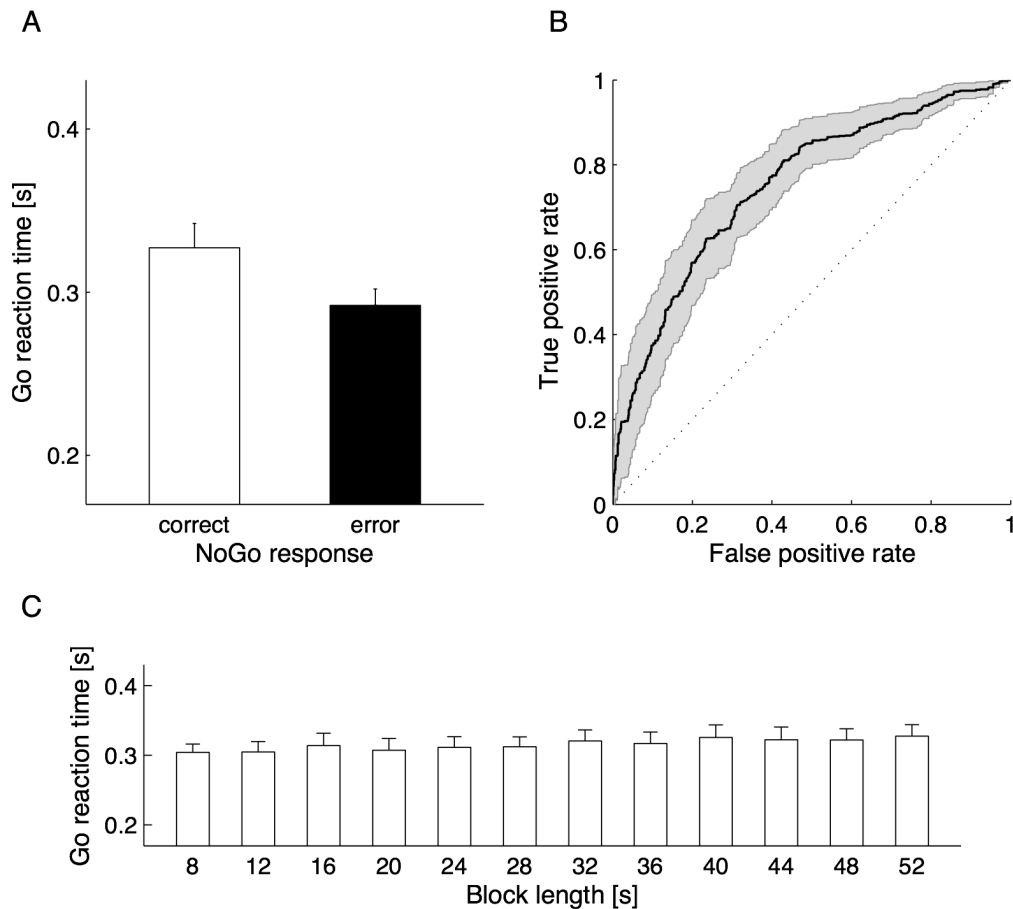 A
Go reaction time [s]
0.4
0.3
0.2
correct error
NoGo response
B
True positive rate
1
0.8
0.6
0.4
0.2
0
0 0.2 0.4 0.6 0.8 1
False positive rate
C
Go reaction time [s]
0.4
0.3
0.2
8 12 16 20 24 28 32 36 40 44 48 52
Block length [s]